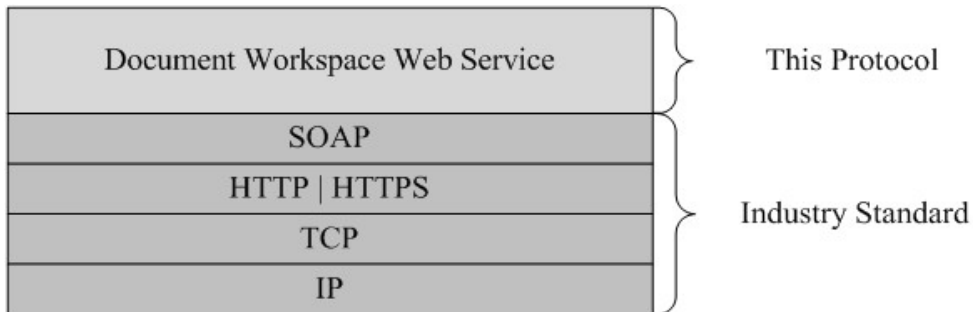 Document Workspace Web Service
This Protocol
SOAP
HTTP | HTTPS
TCP
IP
Industry Standard